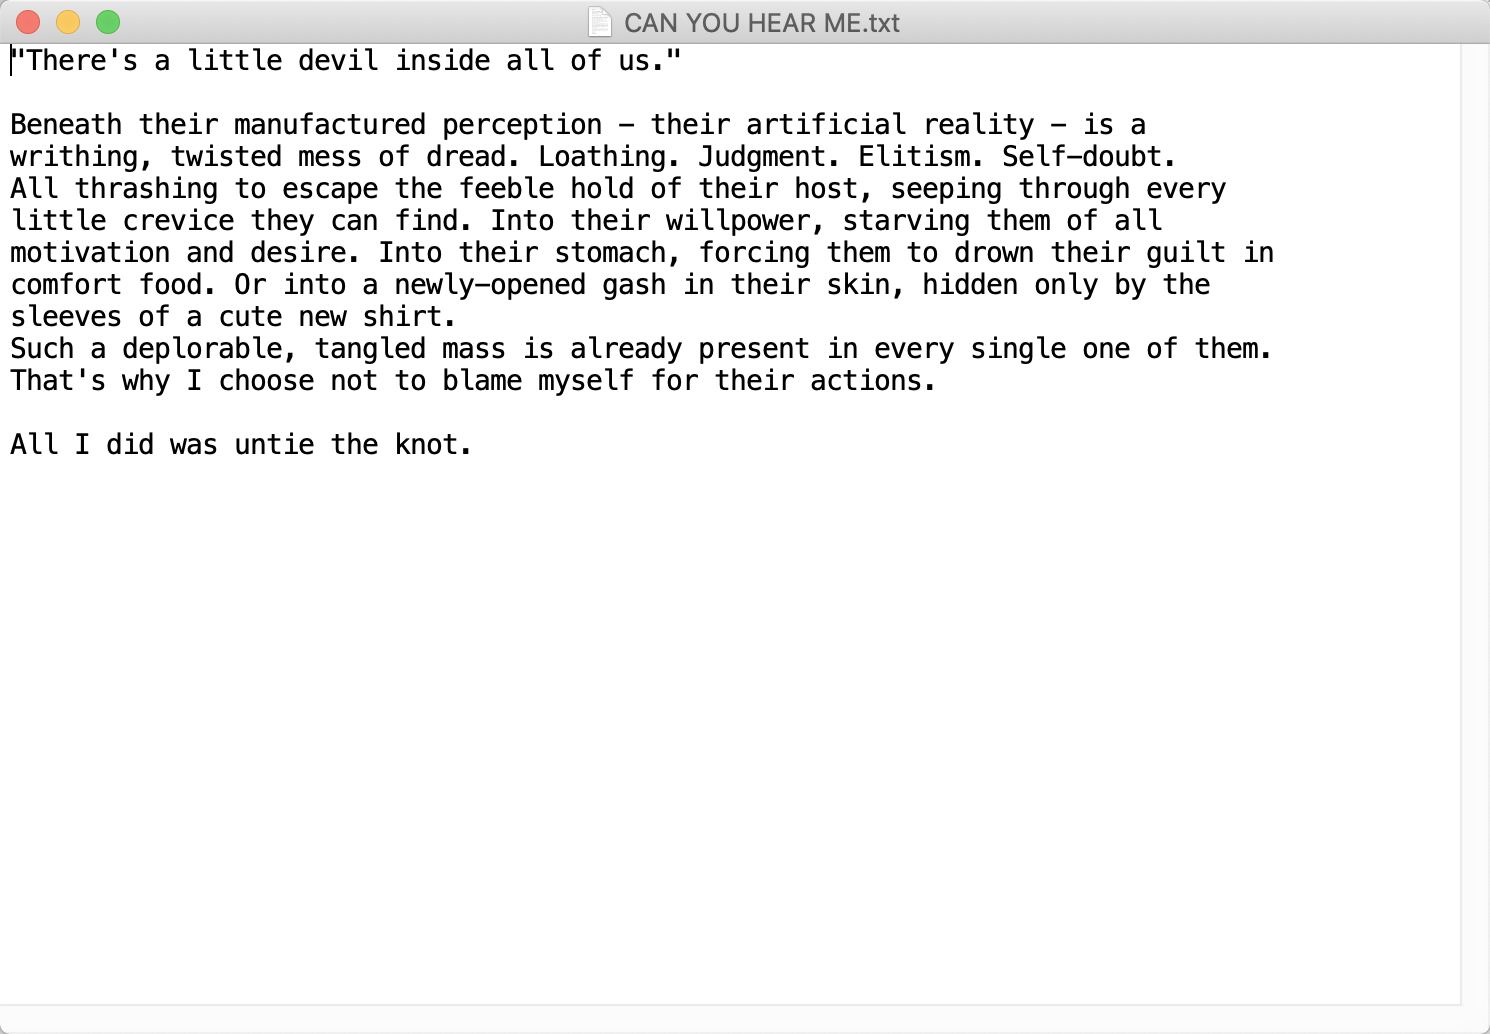 CAN YOU HEAR ME.txt
"There's a little devil inside all of us."
Beneath their manufactured perception – their artificial reality – is a
writhing, twisted mess of dread. Loathing. Judgment. Elitism. Self–doubt.
All thrashing to escape the feeble hold of their host, seeping through every
little crevice they can find. Into their willpower, starving them of all
motivation and desire. Into their stomach, forcing them to drown their guilt in
comfort food. Or into a newly–opened gash in their skin, hidden only by the
sleeves of a cute new shirt.
Such a deplorable, tangled mass is already present in every single one of them.
That's why I choose not to blame myself for their actions.
All I did was untie the knot.